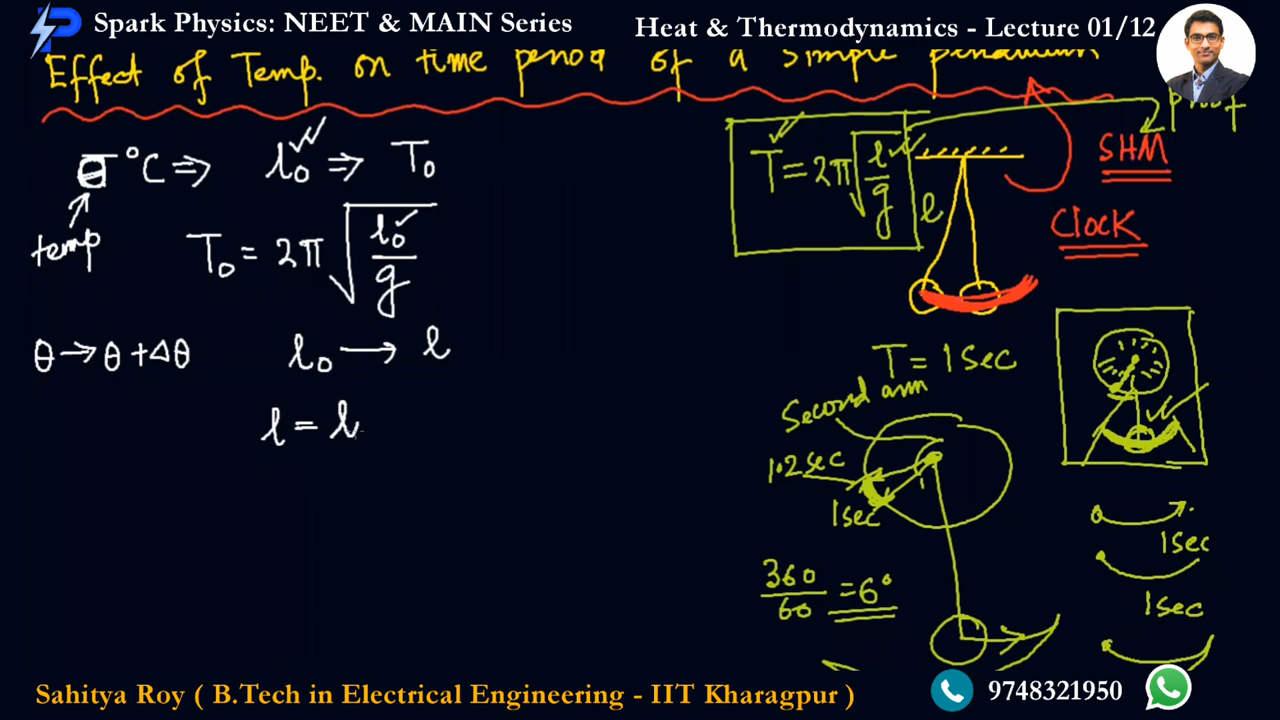 Spark Physics: NEET & MAIN Series
Heat & Thermodynamics - Lecture 01/12
Effect of Temp. on time period of a simple pendulum
θ °C ⇒ l₀ ⇒ T₀
temp
T₀ = 2π √(l₀/g)
θ → θ + Δθ l₀ → l
l = l
T = 2π √(l/g)
l
Proof
SHM
Clock
T = 1 Sec
Second arm
1.2 sec
1 sec
360/60 = 6°
1 sec
1 sec
Sahitya Roy ( B.Tech in Electrical Engineering - IIT Kharagpur )
9748321950